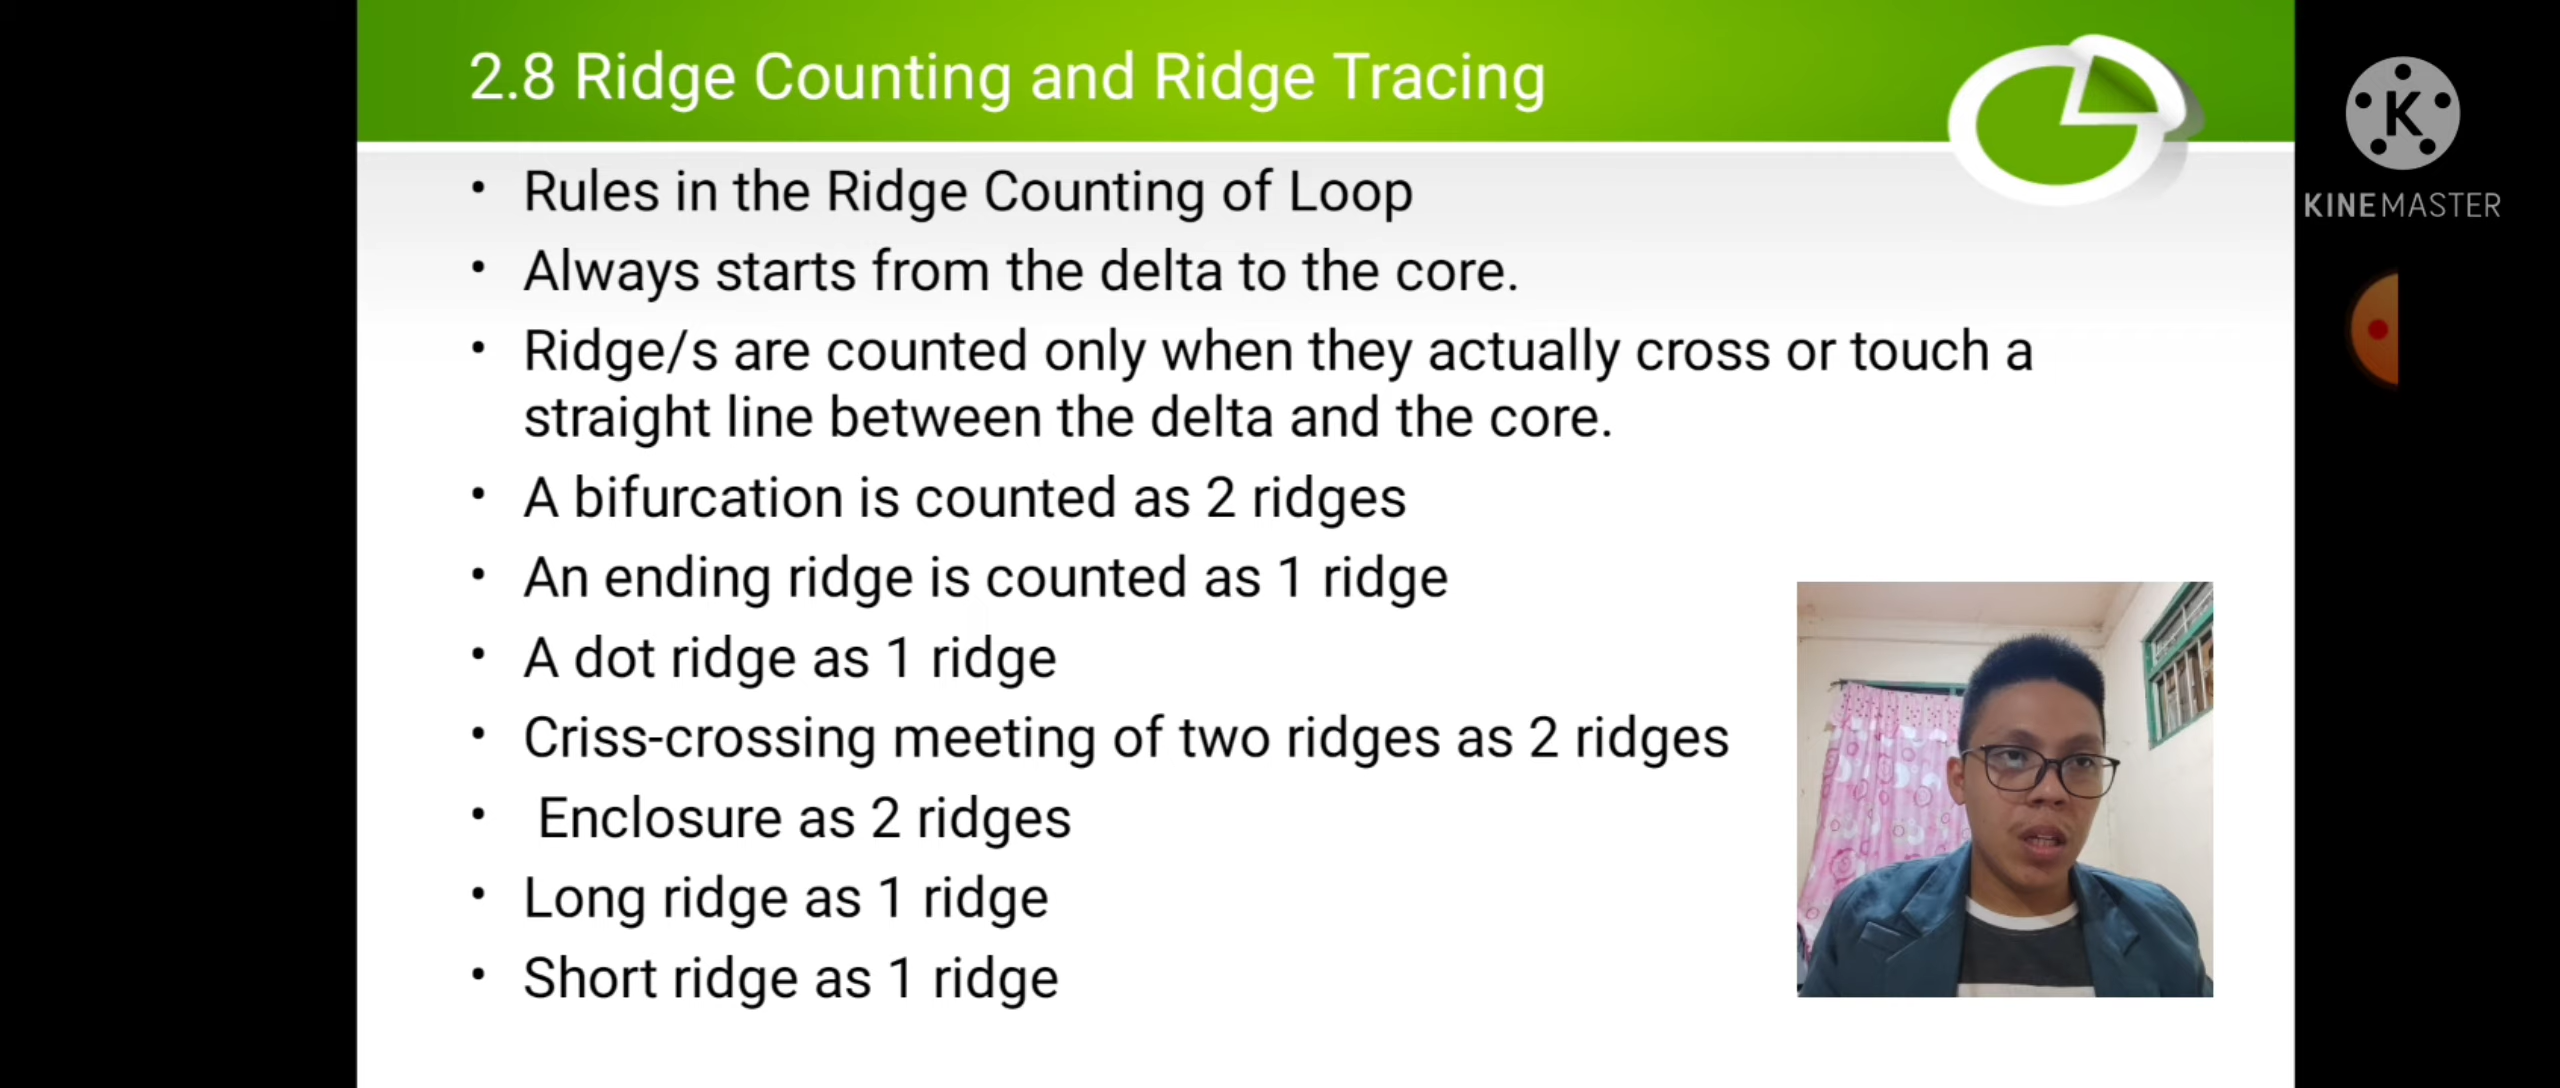 2.8 Ridge Counting and Ridge Tracing
K
KINEMASTER
• Rules in the Ridge Counting of Loop
• Always starts from the delta to the core.
• Ridge/s are counted only when they actually cross or touch a
straight line between the delta and the core.
• A bifurcation is counted as 2 ridges
• An ending ridge is counted as 1 ridge
• A dot ridge as 1 ridge
• Criss-crossing meeting of two ridges as 2 ridges
• Enclosure as 2 ridges
• Long ridge as 1 ridge
• Short ridge as 1 ridge